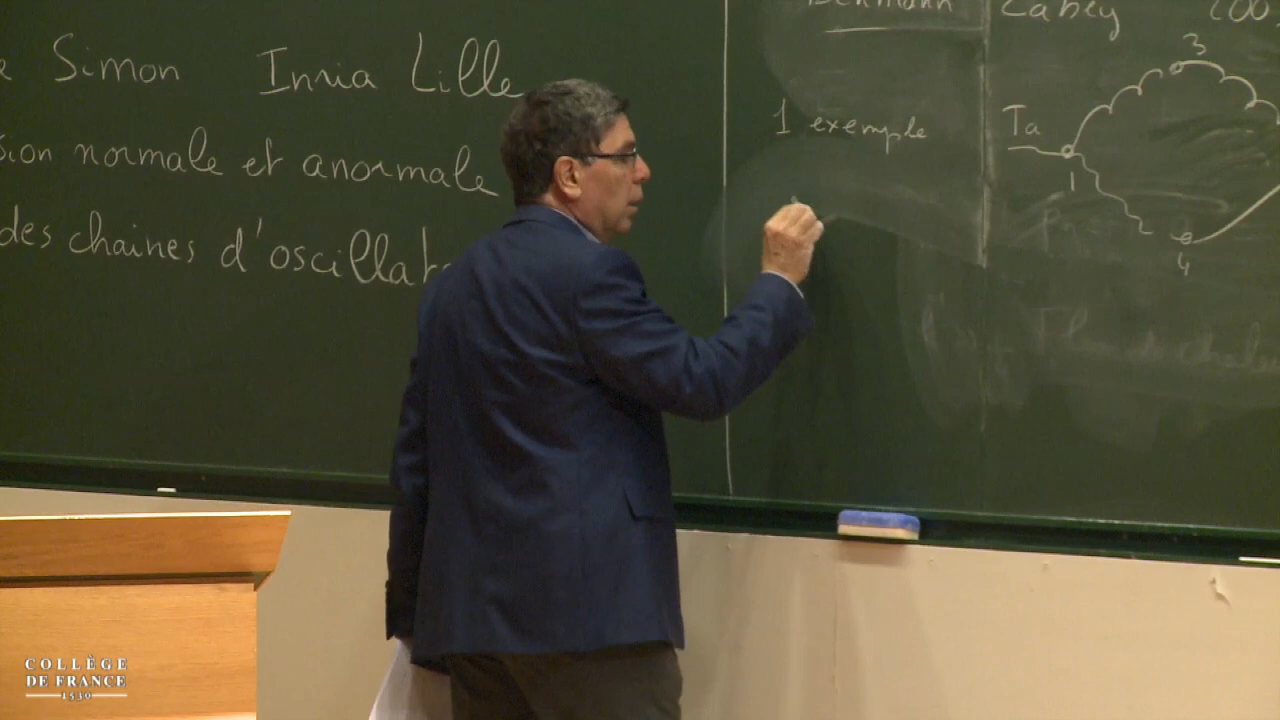 Simon Inria Lille
sion normale et anormale
des chaines d'oscillat
1 exemple
Ta
3
1
4
COLLÈGE
DE FRANCE
1530